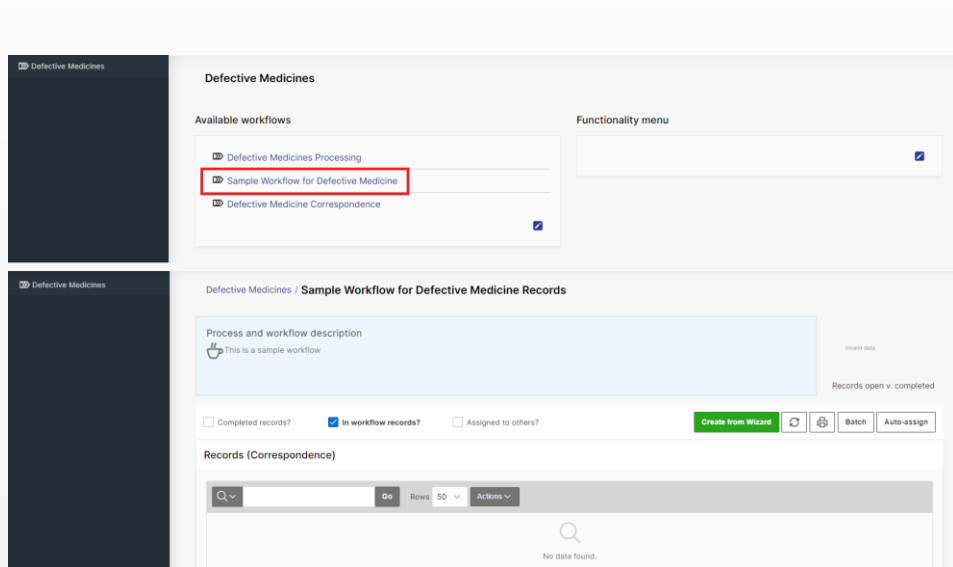 Defective Medicines
Defective Medicines
Available workflows
Functionality menu
Defective Medicines Processing
Sample Workflow for Defective Medicine
Defective Medicine Correspondence
Defective Medicines
Defective Medicines / Sample Workflow for Defective Medicine Records
Process and workflow description
This is a sample workflow
Invalid data
Records open v. completed
Completed records?
In workflow records?
Assigned to others?
Create from Wizard
Batch
Auto-assign
Records (Correspondence)
Go
Rows
50
Actions
No data found.